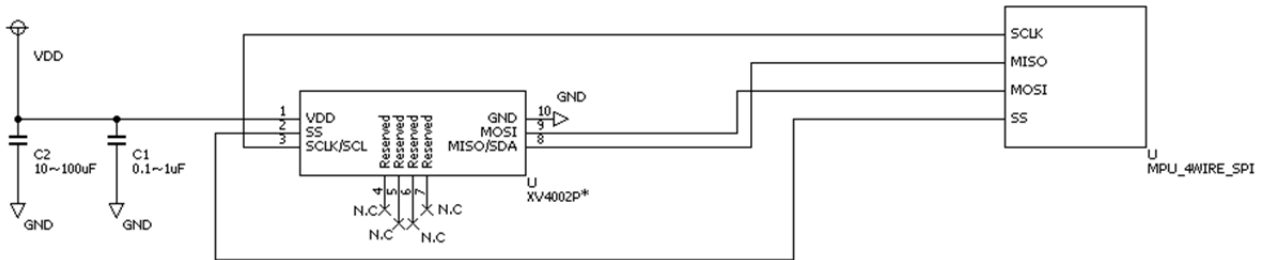 VDD
C2
10~100uF
GND
C1
0.1~1uF
GND
1
2
3
VDD
SS
SCLK/SCL
Reserved
Reserved
Reserved
Reserved
4
5
6
7
N.C
N.C
N.C
N.C
GND
MOSI
MISO/SDA
10
9
8
GND
U
XV4002P*
SCLK
MISO
MOSI
SS
U
MPU_4WIRE_SPI